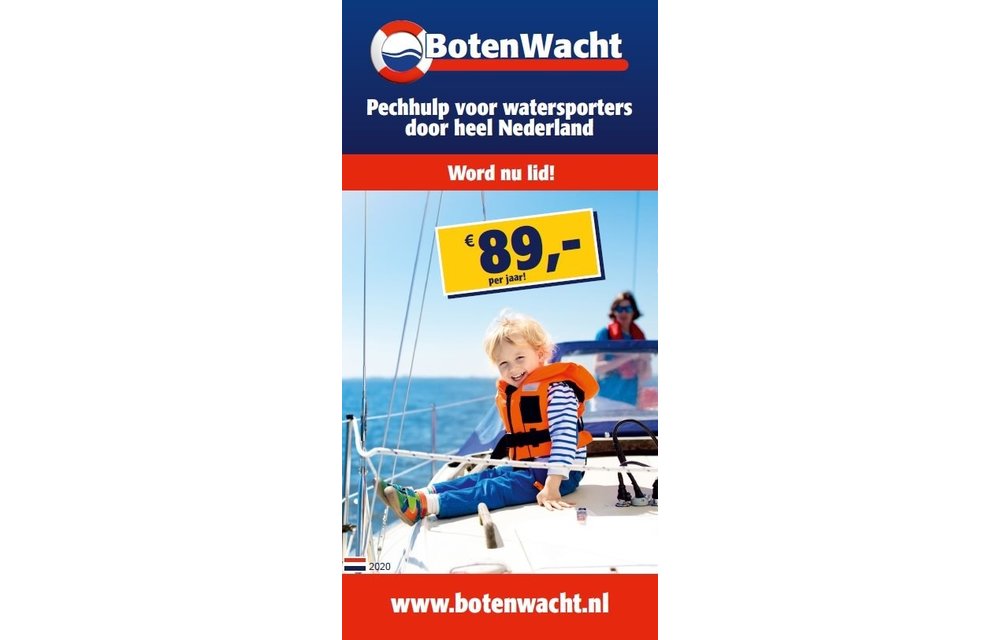 BotenWacht
Pechhulp voor watersporters
door heel Nederland
Word nu lid!
€ 89,-
per jaar!
2020
www.botenwacht.nl